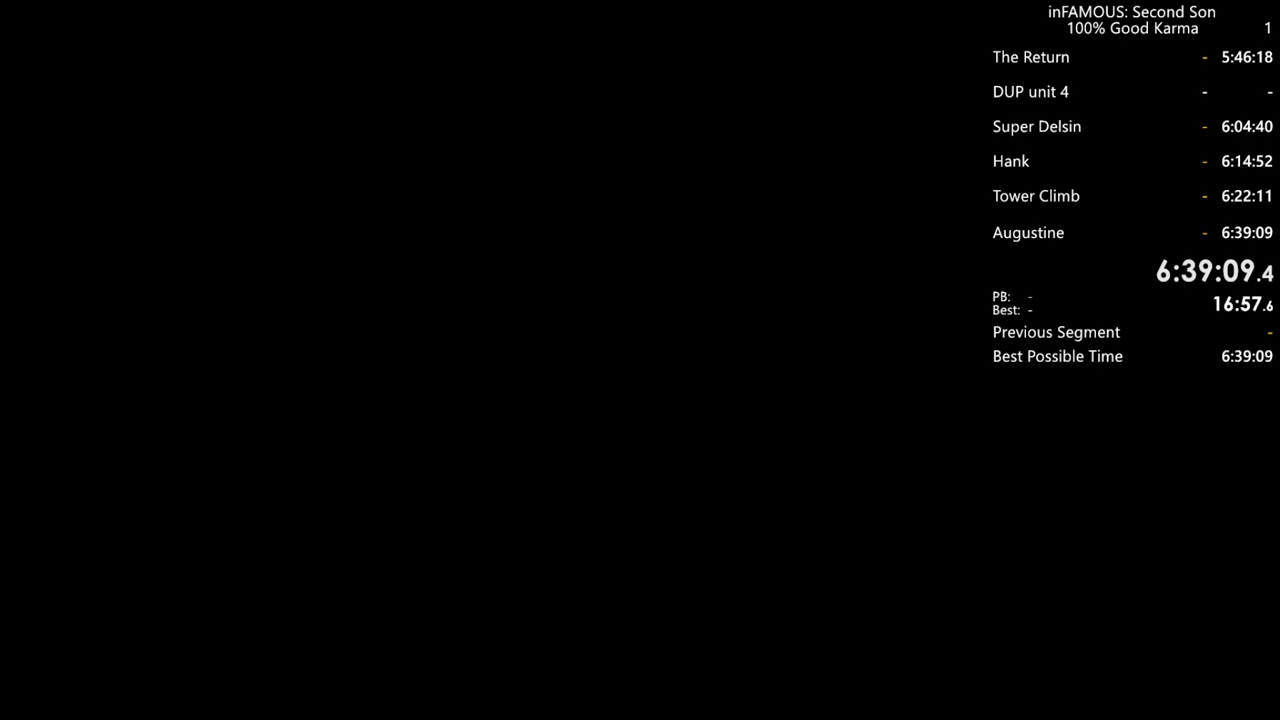 inFAMOUS: Second Son
100% Good Karma 1
The Return - 5:46:18
DUP unit 4 - -
Super Delsin - 6:04:40
Hank - 6:14:52
Tower Climb - 6:22:11
Augustine - 6:39:09
6:39:09.4
PB: - 16:57.6
Best: -
Previous Segment -
Best Possible Time 6:39:09